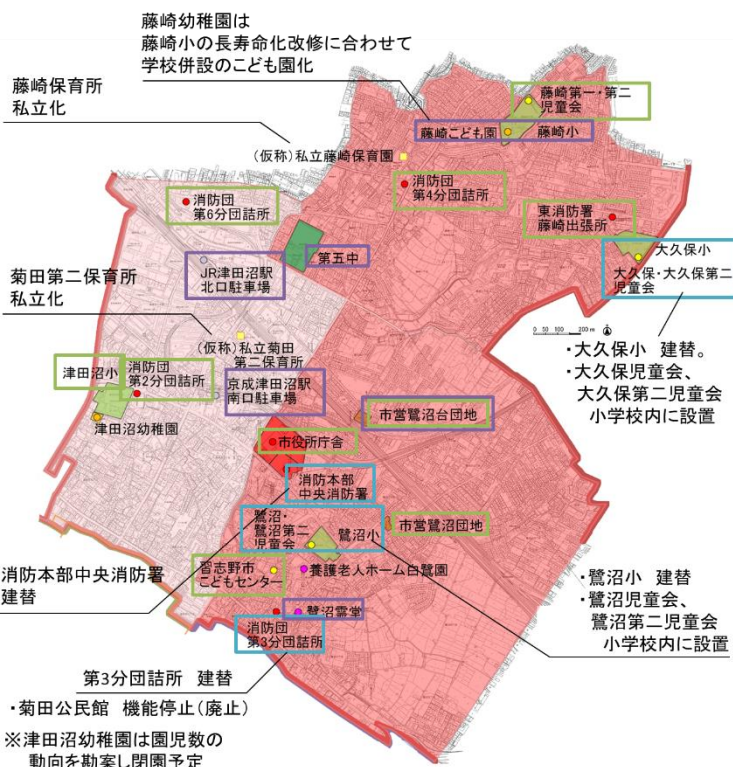 藤崎幼稚園は
藤崎小の長寿命化改修に合わせて
学校併設のこども園化
藤崎保育所
私立化
藤崎第一・第二
児童会
藤崎こども園
藤崎小
(仮称)私立藤崎保育園
消防団
第4分団詰所
消防団
第6分団詰所
東消防署
藤崎出張所
第五中
大久保小
大久保・大久保第二
児童会
JR津田沼駅
北口駐車場
菊田第二保育所
私立化
0 50 100 200 m
・大久保小 建替。
・大久保児童会、
大久保第二児童会
小学校内に設置
(仮称)私立菊田
第二保育所
津田沼小
消防団
第2分団詰所
京成津田沼駅
南口駐車場
津田沼幼稚園
市営鷺沼台団地
市役所庁舎
消防本部
中央消防署
鷺沼・
鷺沼第二
児童会
鷺沼小
市営鷺沼団地
消防本部中央消防署
建替
習志野市
こどもセンター
養護老人ホーム白鷺園
・鷺沼小 建替
・鷺沼児童会、
鷺沼第二児童会
小学校内に設置
鷺沼霊堂
消防団
第3分団詰所
第3分団詰所 建替
・菊田公民館 機能停止(廃止)
※津田沼幼稚園は園児数の
動向を勘案し閉園予定